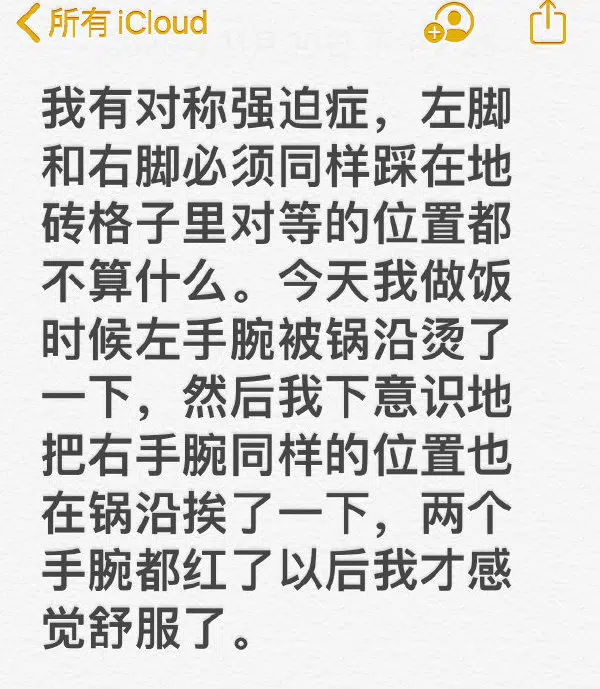 所有 iCloud
我有对称强迫症，左脚
和右脚必须同样踩在地
砖格子里对等的位置都
不算什么。今天我做饭
时候左手腕被锅沿烫了
一下，然后我下意识地
把右手腕同样的位置也
在锅沿挨了一下，两个
手腕都红了以后我才感
觉舒服了。